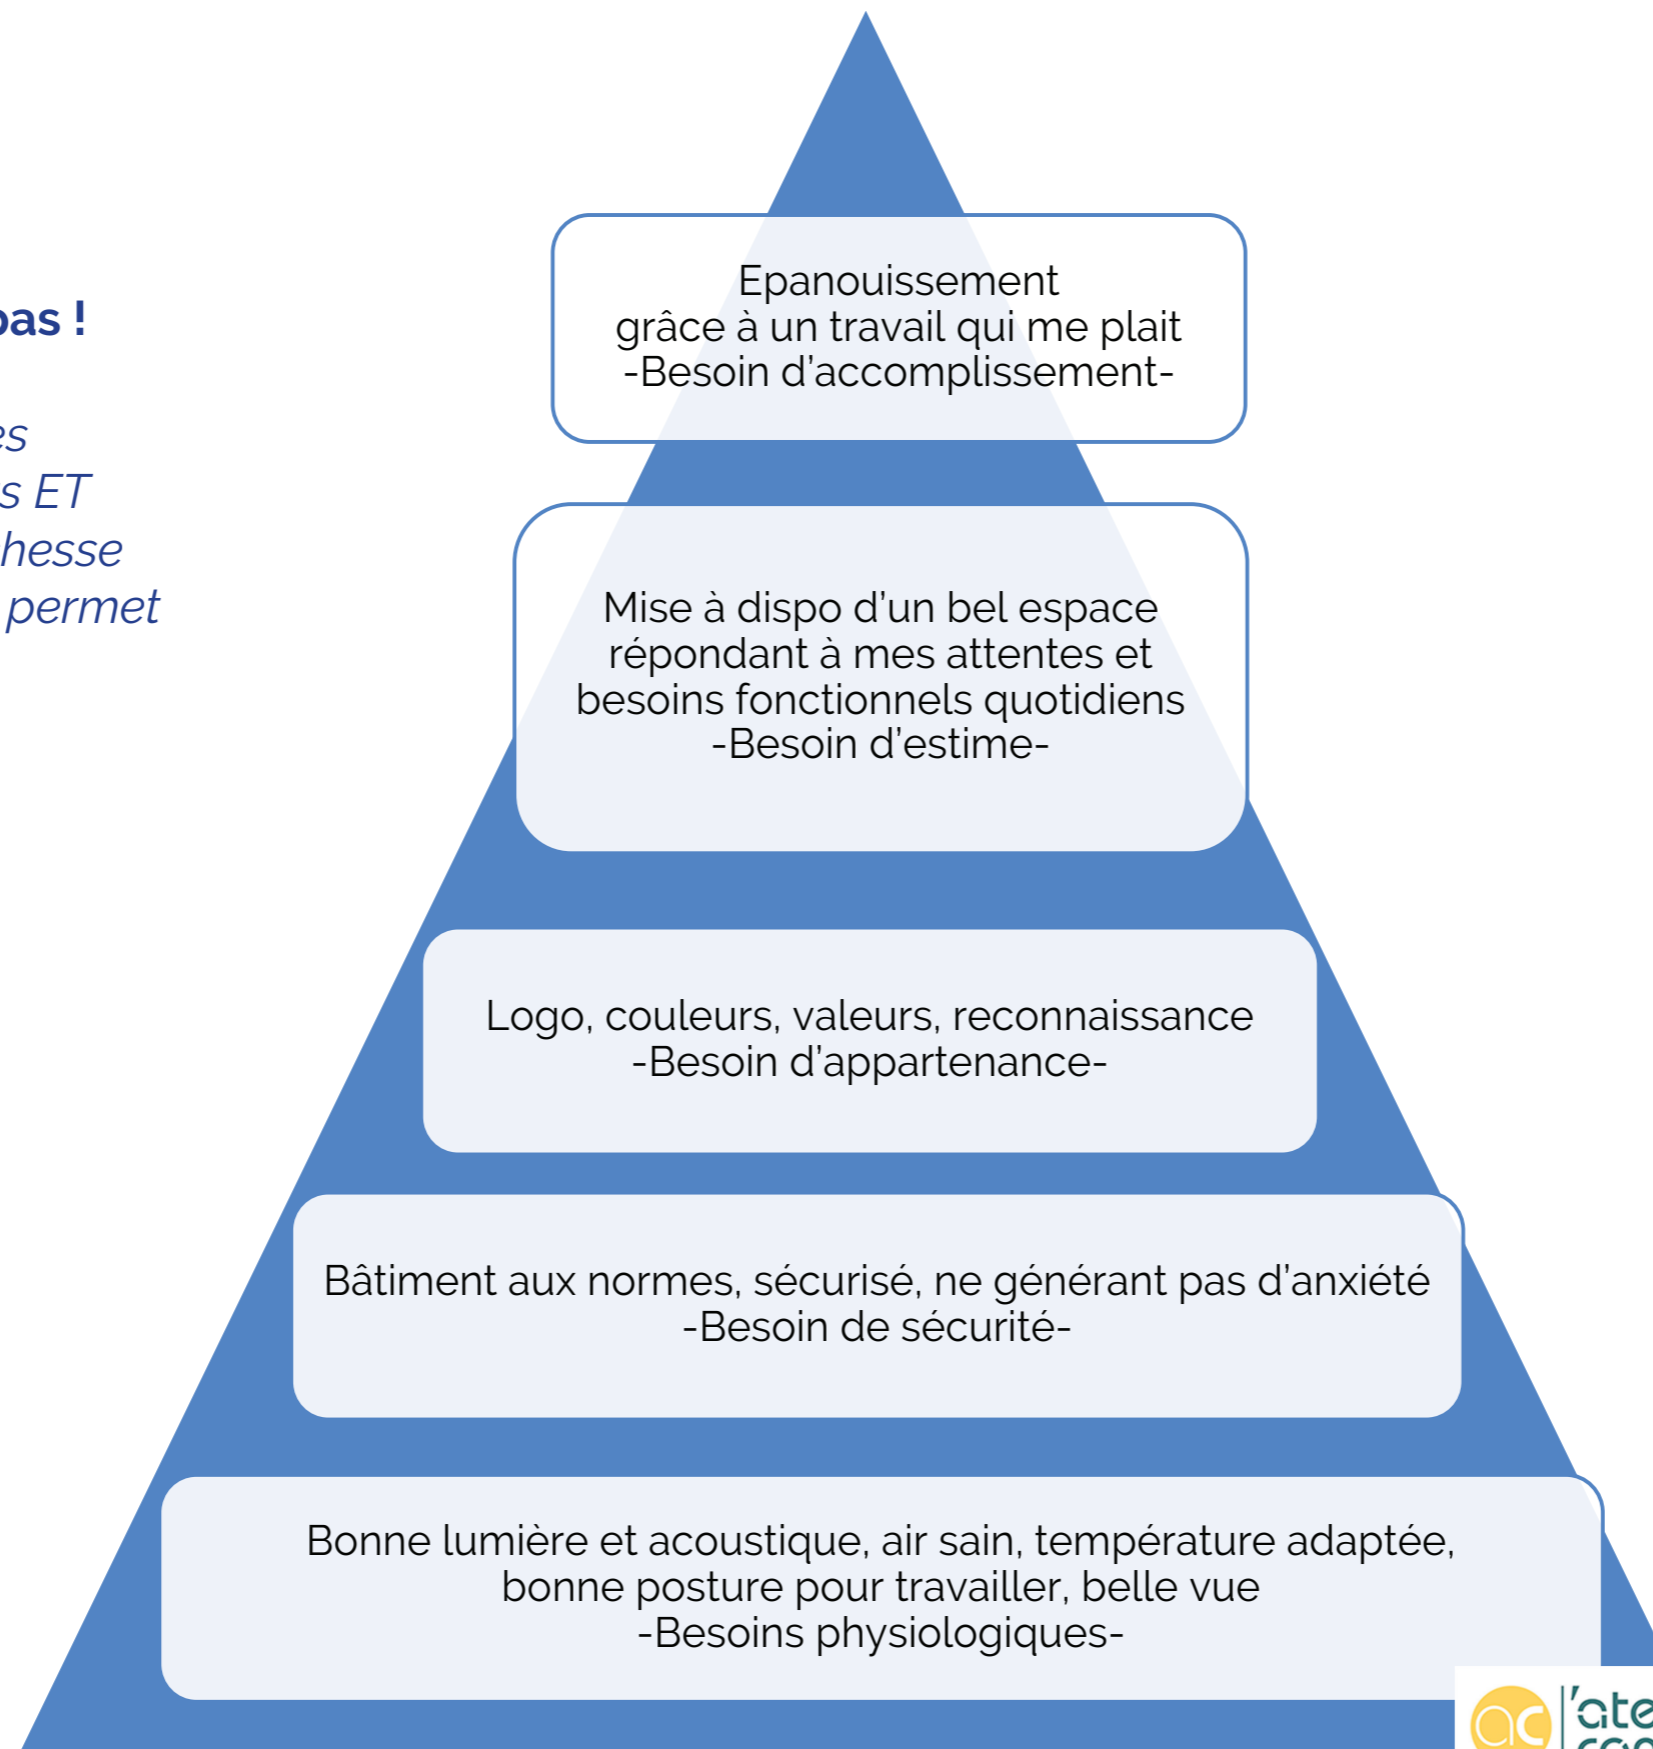 pas !
es
s ET
hesse
permet
Epanouissement
grâce à un travail qui me plait
-Besoin d'accomplissement-
Mise à dispo d'un bel espace
répondant à mes attentes et
besoins fonctionnels quotidiens
-Besoin d'estime-
Logo, couleurs, valeurs, reconnaissance
-Besoin d'appartenance-
Bâtiment aux normes, sécurisé, ne générant pas d'anxiété
-Besoin de sécurité-
Bonne lumière et acoustique, air sain, température adaptée,
bonne posture pour travailler, belle vue
-Besoins physiologiques-
ac
l'ate